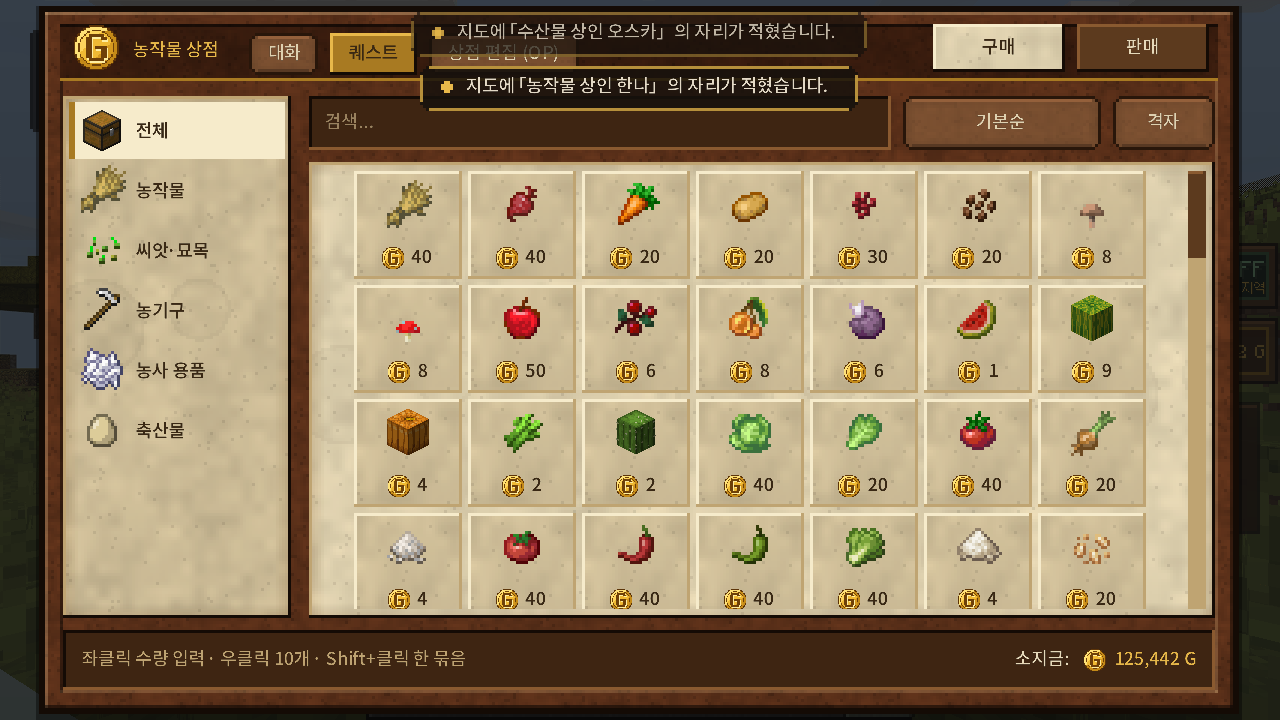 지도에「수산물 상인 오스카」의 자리가 적혔습니다.
농작물 상점
대화
퀘스트
상점 편집 (OP)
구매
판매
지도에「농작물 상인 한나」의 자리가 적혔습니다.
검색...
기본순
격자
전체
농작물
씨앗·묘목
농기구
농사 용품
축산물
40 40 20 20 30 20 8
8 50 6 8 6 1 9
4 2 2 40 20 40 20
4 40 40 40 40 4 20
좌클릭 수량 입력 · 우클릭 10개 · Shift+클릭 한 묶음
소지금: 125,442 G